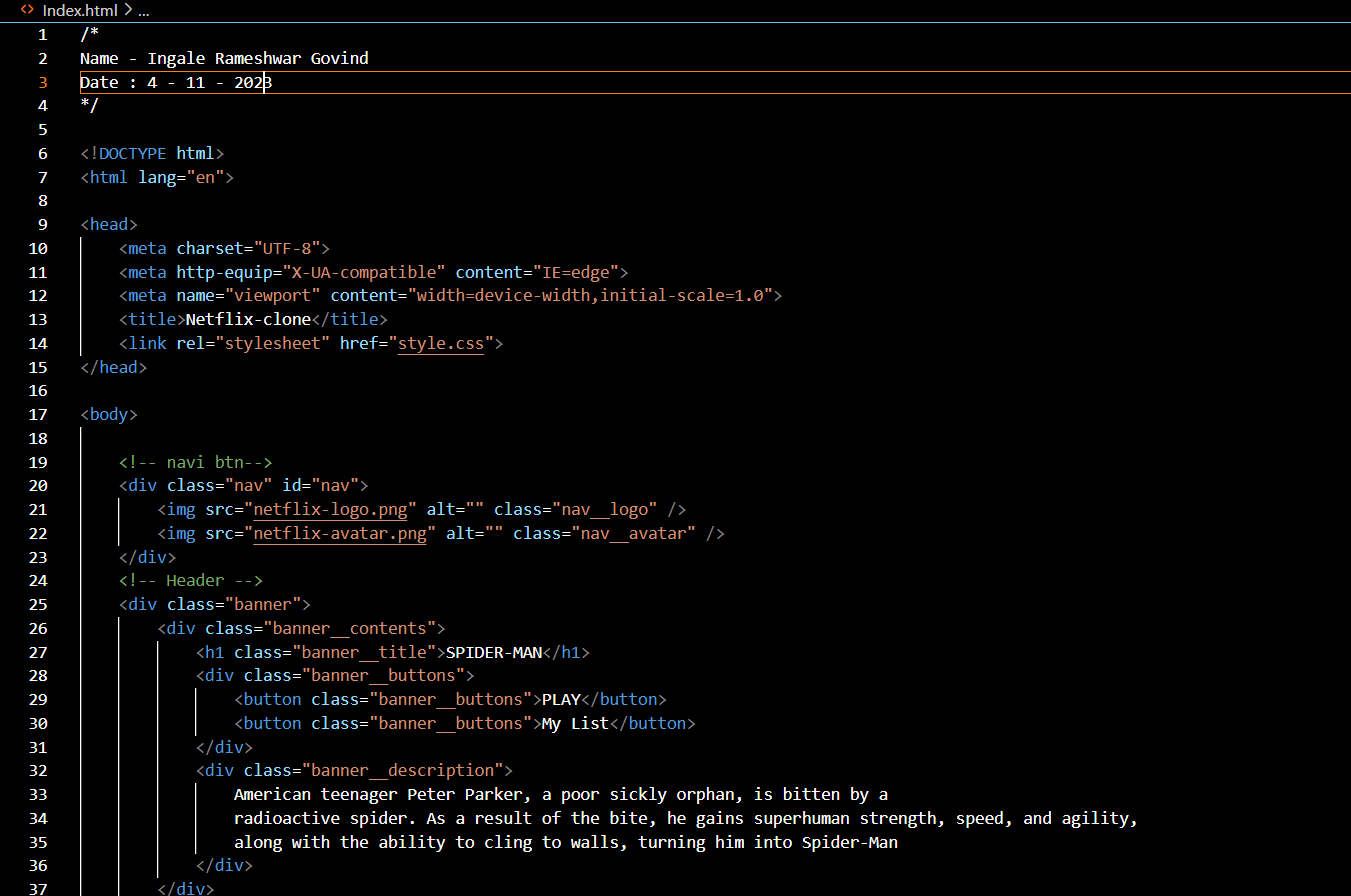 <> Index.html > ...
1 /*
2 Name - Ingale Rameshwar Govind
3 Date : 4 - 11 - 2023
4 */
5
6 <!DOCTYPE html>
7 <html lang="en">
8
9 <head>
10     <meta charset="UTF-8">
11     <meta http-equip="X-UA-compatible" content="IE=edge">
12     <meta name="viewport" content="width=device-width,initial-scale=1.0">
13     <title>Netflix-clone</title>
14     <link rel="stylesheet" href="style.css">
15 </head>
16
17 <body>
18
19     <!-- navi btn-->
20     <div class="nav" id="nav">
21         <img src="netflix-logo.png" alt="" class="nav__logo" />
22         <img src="netflix-avatar.png" alt="" class="nav__avatar" />
23     </div>
24     <!-- Header -->
25     <div class="banner">
26         <div class="banner__contents">
27             <h1 class="banner__title">SPIDER-MAN</h1>
28             <div class="banner__buttons">
29                 <button class="banner__buttons">PLAY</button>
30                 <button class="banner__buttons">My List</button>
31             </div>
32             <div class="banner__description">
33                 American teenager Peter Parker, a poor sickly orphan, is bitten by a
34                 radioactive spider. As a result of the bite, he gains superhuman strength, speed, and agility,
35                 along with the ability to cling to walls, turning him into Spider-Man
36             </div>
37         </div>